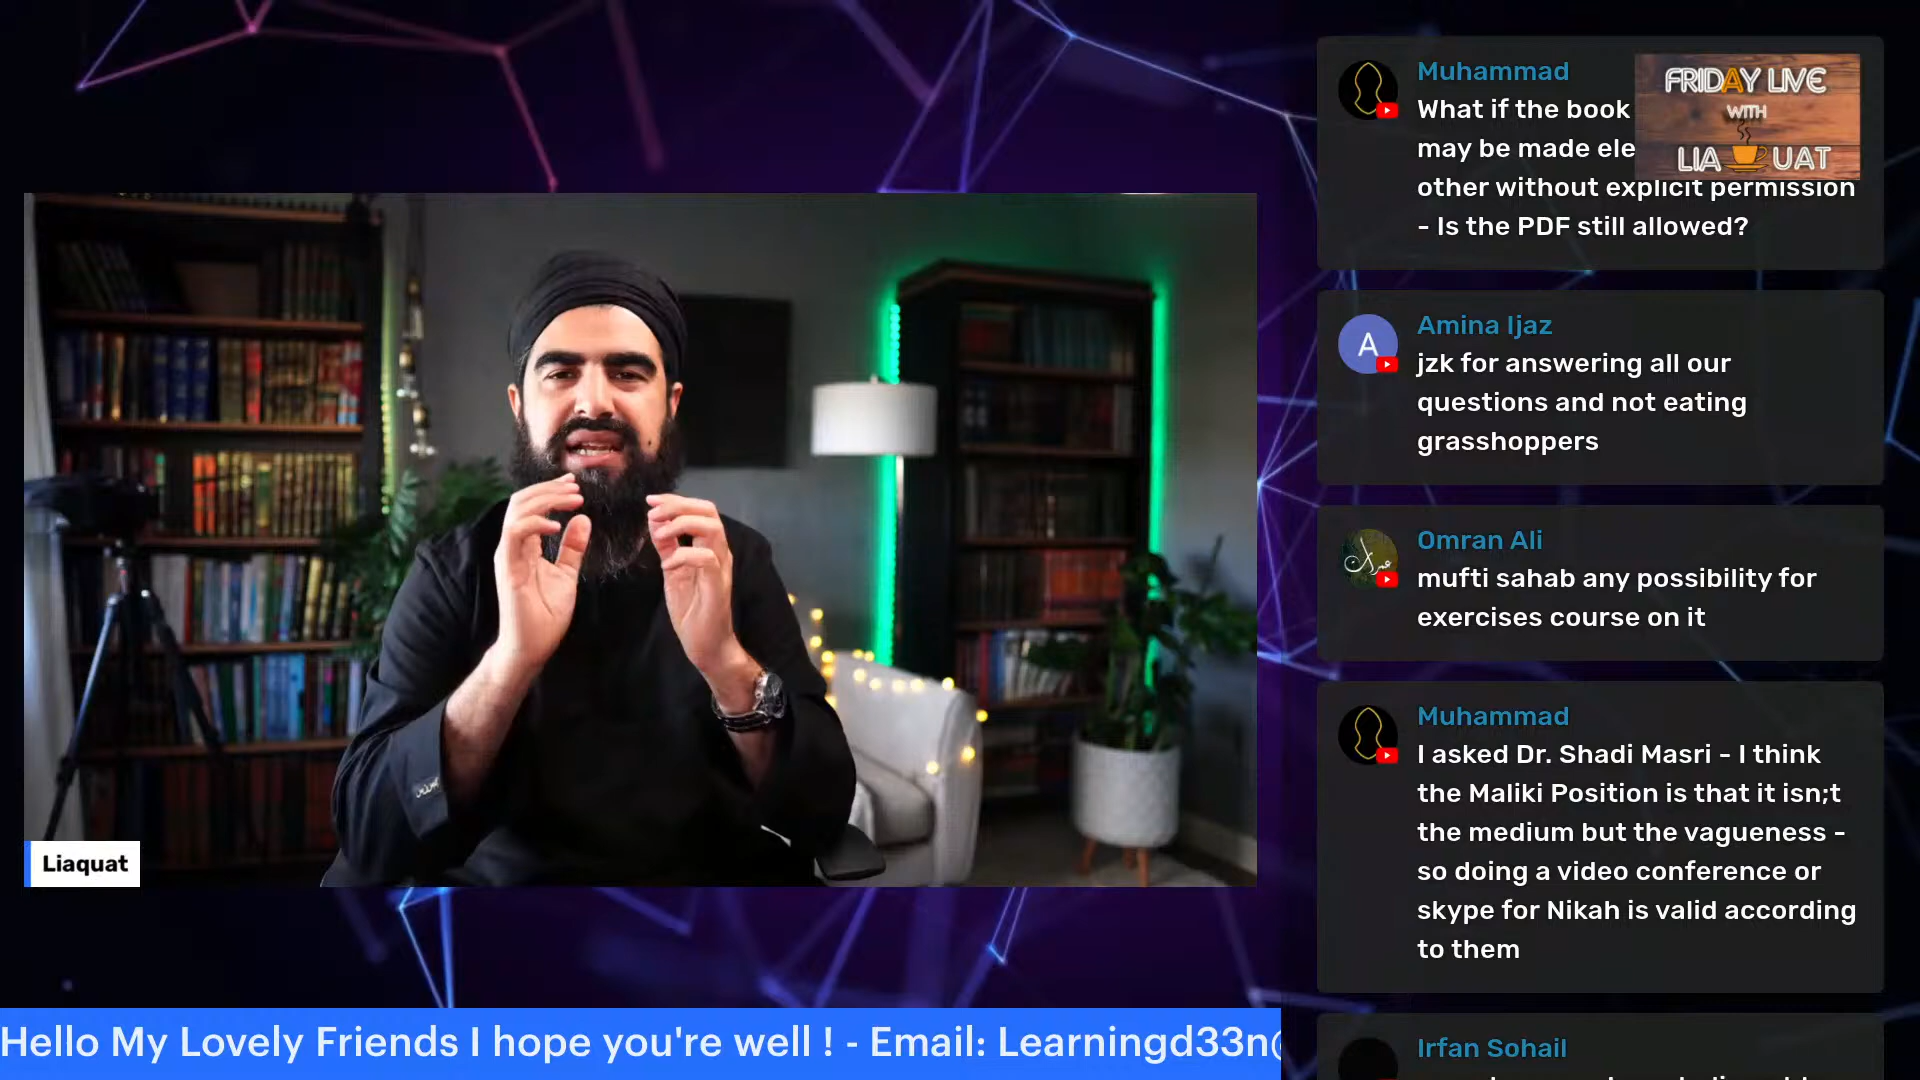 Muhammad
What if the book
may be made ele
other without explicit permission
- Is the PDF still allowed?
FRIDAY LIVE
WITH
LIA UAT
Amina Ijaz
A
jzk for answering all our
questions and not eating
grasshoppers
Omran Ali
mufti sahab any possibility for
exercises course on it
Muhammad
I asked Dr. Shadi Masri - I think
the Maliki Position is that it isn;t
the medium but the vagueness -
so doing a video conference or
skype for Nikah is valid according
to them
Irfan Sohail
Liaquat
Hello My Lovely Friends I hope you're well ! - Email: Learningd33n@